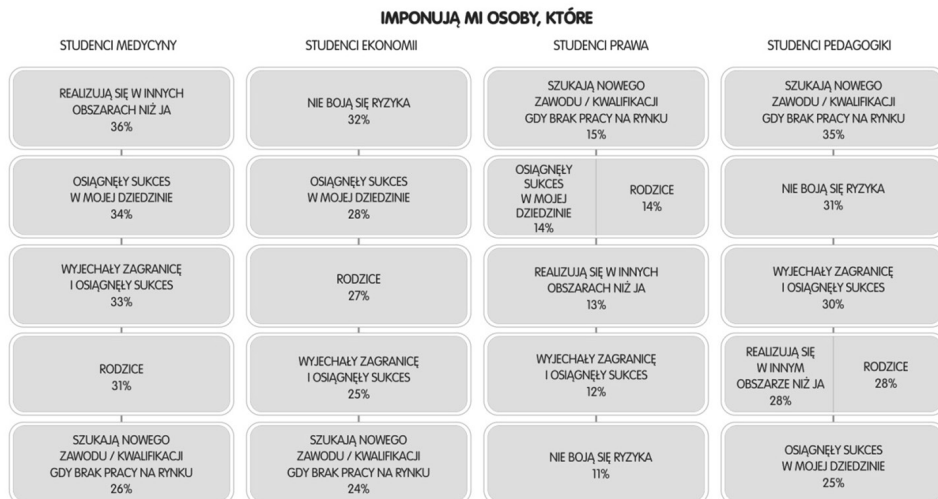 IMPONUJĄ MI OSOBY, KTÓRE
STUDENCI MEDYCYNY
REALIZUJĄ SIĘ W INNYCH
OBSZARACH NIŻ JA
36%
OSIĄGNĘŁY SUKCES
W MOJEJ DZIEDZINIE
34%
WYJECHAŁY ZAGRANICĘ
I OSIĄGNĘŁY SUKCES
33%
RODZICE
31%
SZUKAJĄ NOWEGO
ZAWODU / KWALIFIKACJI
GDY BRAK PRACY NA RYNKU
26%
STUDENCI EKONOMII
NIE BOJĄ SIĘ RYZYKA
32%
OSIĄGNĘŁY SUKCES
W MOJEJ DZIEDZINIE
28%
RODZICE
27%
WYJECHAŁY ZAGRANICĘ
I OSIĄGNĘŁY SUKCES
25%
SZUKAJĄ NOWEGO
ZAWODU / KWALIFIKACJI
GDY BRAK PRACY NA RYNKU
24%
STUDENCI PRAWA
SZUKAJĄ NOWEGO
ZAWODU / KWALIFIKACJI
GDY BRAK PRACY NA RYNKU
15%
OSIĄGNĘŁY
SUKCES
W MOJEJ
DZIEDZINIE
14%
RODZICE
14%
REALIZUJĄ SIĘ W INNYCH
OBSZARACH NIŻ JA
13%
WYJECHAŁY ZAGRANICĘ
I OSIĄGNĘŁY SUKCES
12%
NIE BOJĄ SIĘ RYZYKA
11%
STUDENCI PEDAGOGIKI
SZUKAJĄ NOWEGO
ZAWODU / KWALIFIKACJI
GDY BRAK PRACY NA RYNKU
35%
NIE BOJĄ SIĘ RYZYKA
31%
WYJECHAŁY ZAGRANICĘ
I OSIĄGNĘŁY SUKCES
30%
REALIZUJĄ SIĘ
W INNYM
OBSZARZE NIŻ JA
28%
RODZICE
28%
OSIĄGNĘŁY SUKCES
W MOJEJ DZIEDZINIE
25%